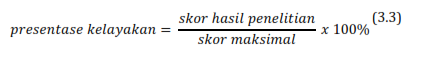 presentase kelayakan = skor hasil penelitian / skor maksimal x 100% (3.3)